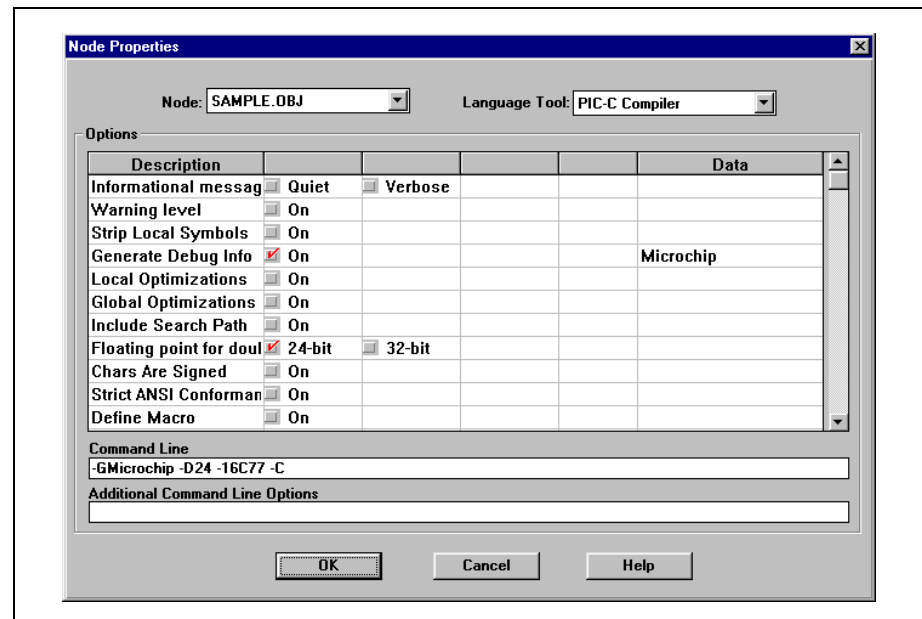 Node Properties
Node: SAMPLE.OBJ Language Tool: PIC-C Compiler
Options
Description Data
Informational messag Quiet Verbose
Warning level On
Strip Local Symbols On
Generate Debug Info On Microchip
Local Optimizations On
Global Optimizations On
Include Search Path On
Floating point for doul 24-bit 32-bit
Chars Are Signed On
Strict ANSI Conforman On
Define Macro On
Command Line
-GMicrochip -D24 -16C77 -C
Additional Command Line Options
OK Cancel Help